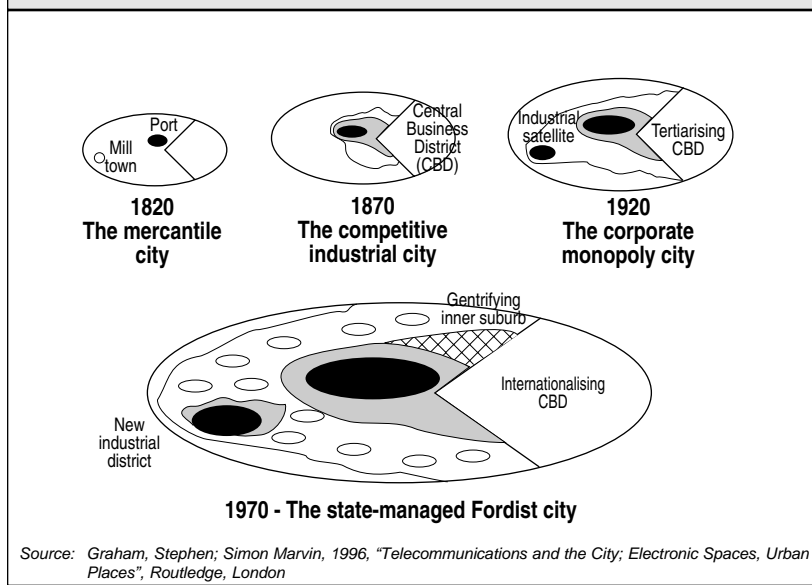 Port
Mill
town
1820
The mercantile
city
Central
Business
District
(CBD)
1870
The competitive
industrial city
Industrial
satellite
Tertiarising
CBD
1920
The corporate
monopoly city
Gentrifying
inner suburb
Internationalising
CBD
New
industrial
district
1970 - The state-managed Fordist city
Source: Graham, Stephen; Simon Marvin, 1996, “Telecommunications and the City; Electronic Spaces, Urban
Places”, Routledge, London